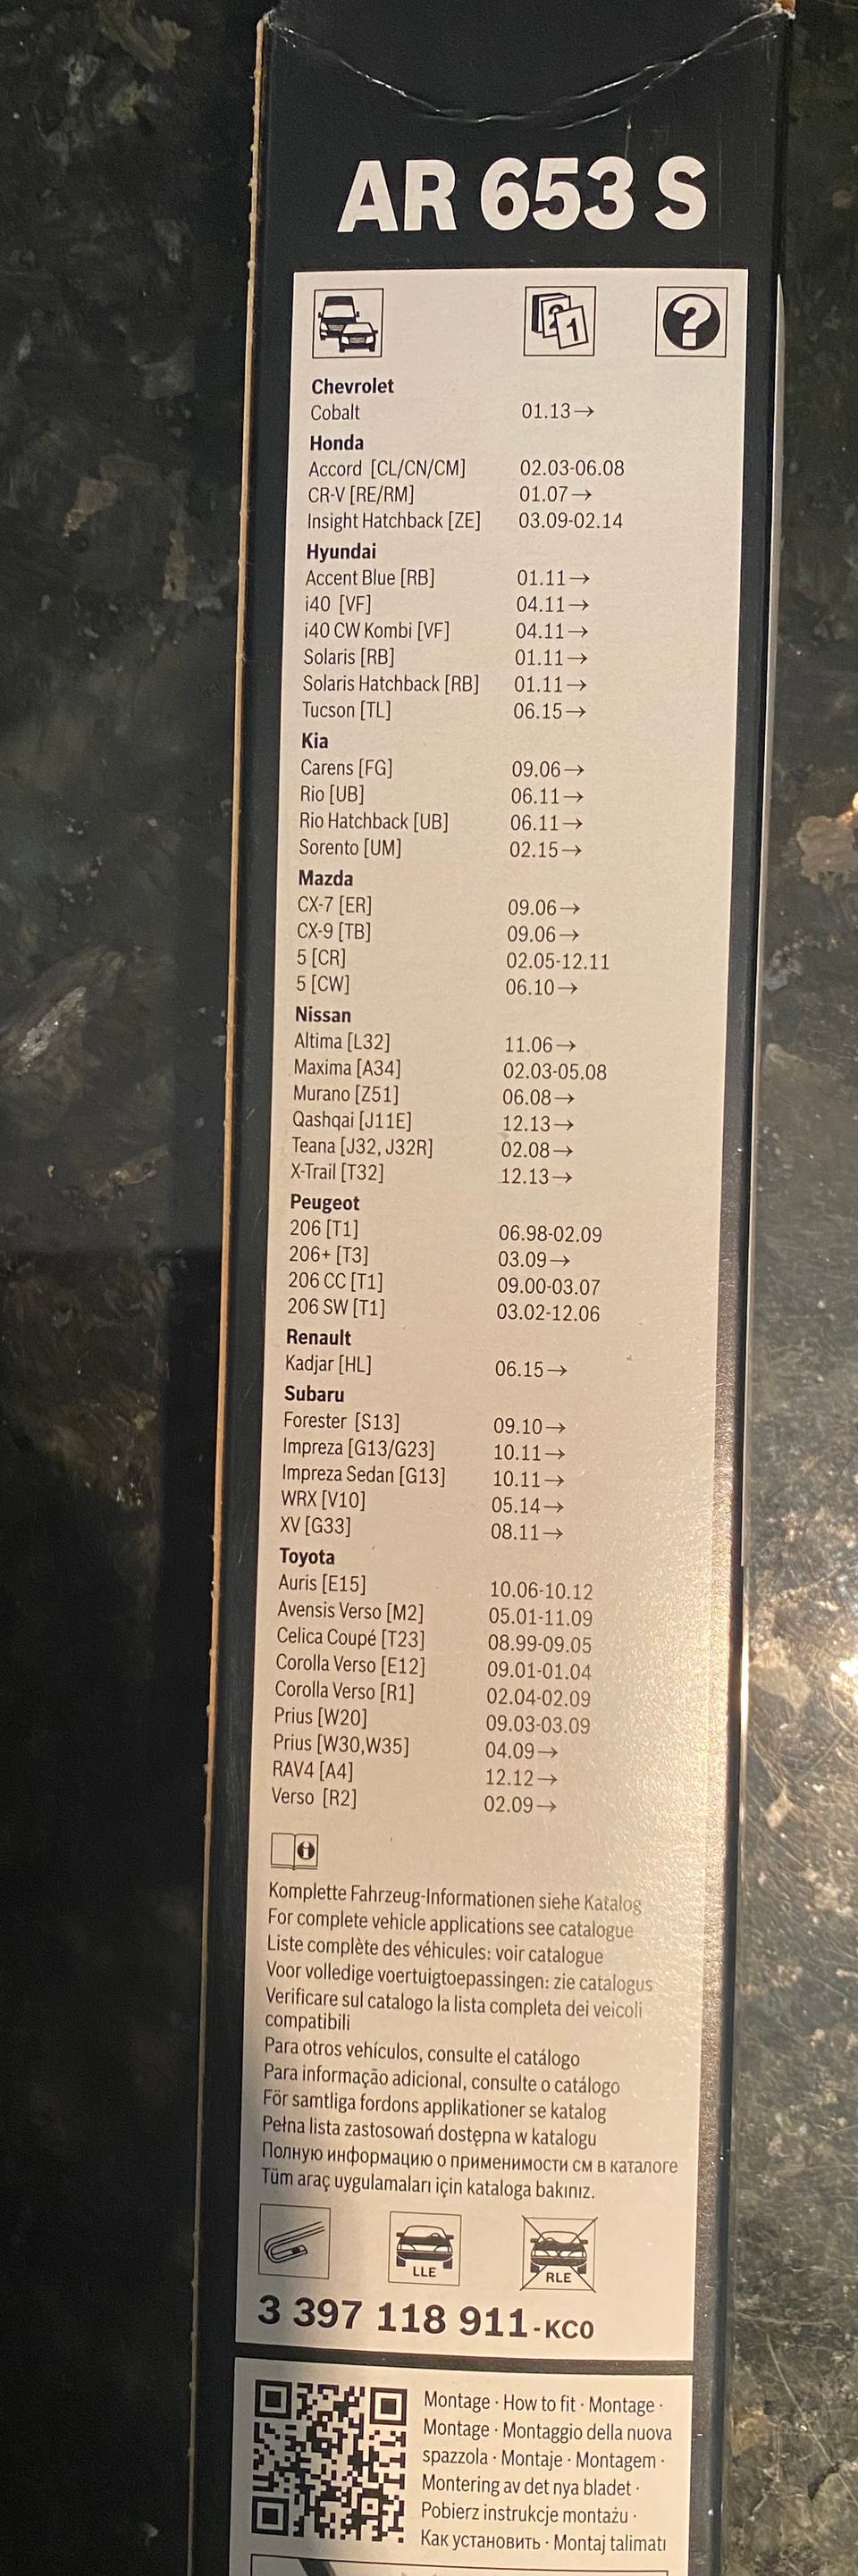 AR 653 S
21 ?
Chevrolet
Cobalt 01.13→
Honda
Accord [CL/CN/CM] 02.03-06.08
CR-V [RE/RM] 01.07→
Insight Hatchback [ZE] 03.09-02.14
Hyundai
Accent Blue [RB] 01.11→
i40 [VF] 04.11→
i40 CW Kombi [VF] 04.11→
Solaris [RB] 01.11→
Solaris Hatchback [RB] 01.11→
Tucson [TL] 06.15→
Kia
Carens [FG] 09.06→
Rio [UB] 06.11→
Rio Hatchback [UB] 06.11→
Sorento [UM] 02.15→
Mazda
CX-7 [ER] 09.06→
CX-9 [TB] 09.06→
5 [CR] 02.05-12.11
5 [CW] 06.10→
Nissan
Altima [L32] 11.06→
Maxima [A34] 02.03-05.08
Murano [Z51] 06.08→
Qashqai [J11E] 12.13→
Teana [J32, J32R] 02.08→
X-Trail [T32] 12.13→
Peugeot
206 [T1] 06.98-02.09
206+ [T3] 03.09→
206 CC [T1] 09.00-03.07
206 SW [T1] 03.02-12.06
Renault
Kadjar [HL] 06.15→
Subaru
Forester [S13] 09.10→
Impreza [G13/G23] 10.11→
Impreza Sedan [G13] 10.11→
WRX [V10] 05.14→
XV [G33] 08.11→
Toyota
Auris [E15] 10.06-10.12
Avensis Verso [M2] 05.01-11.09
Celica Coupé [T23] 08.99-09.05
Corolla Verso [E12] 09.01-01.04
Corolla Verso [R1] 02.04-02.09
Prius [W20] 09.03-03.09
Prius [W30,W35] 04.09→
RAV4 [A4] 12.12→
Verso [R2] 02.09→
i
Komplette Fahrzeug-Informationen siehe Katalog
For complete vehicle applications see catalogue
Liste complète des véhicules: voir catalogue
Voor volledige voertuigtoepassingen: zie catalogus
Verificare sul catalogo la lista completa dei veicoli
compatibili
Para otros vehículos, consulte el catálogo
Para informação adicional, consulte o catálogo
För samtliga fordons applikationer se katalog
Pełna lista zastosowań dostępna w katalogu
Полную информацию о применимости см в каталоге
Tüm araç uygulamaları için kataloga bakınız.
LLE RLE
3 397 118 911-KC0
Montage · How to fit · Montage ·
Montage · Montaggio della nuova
spazzola · Montaje · Montagem ·
Montering av det nya bladet ·
Pobierz instrukcje montażu ·
Как установить · Montaj talimatı